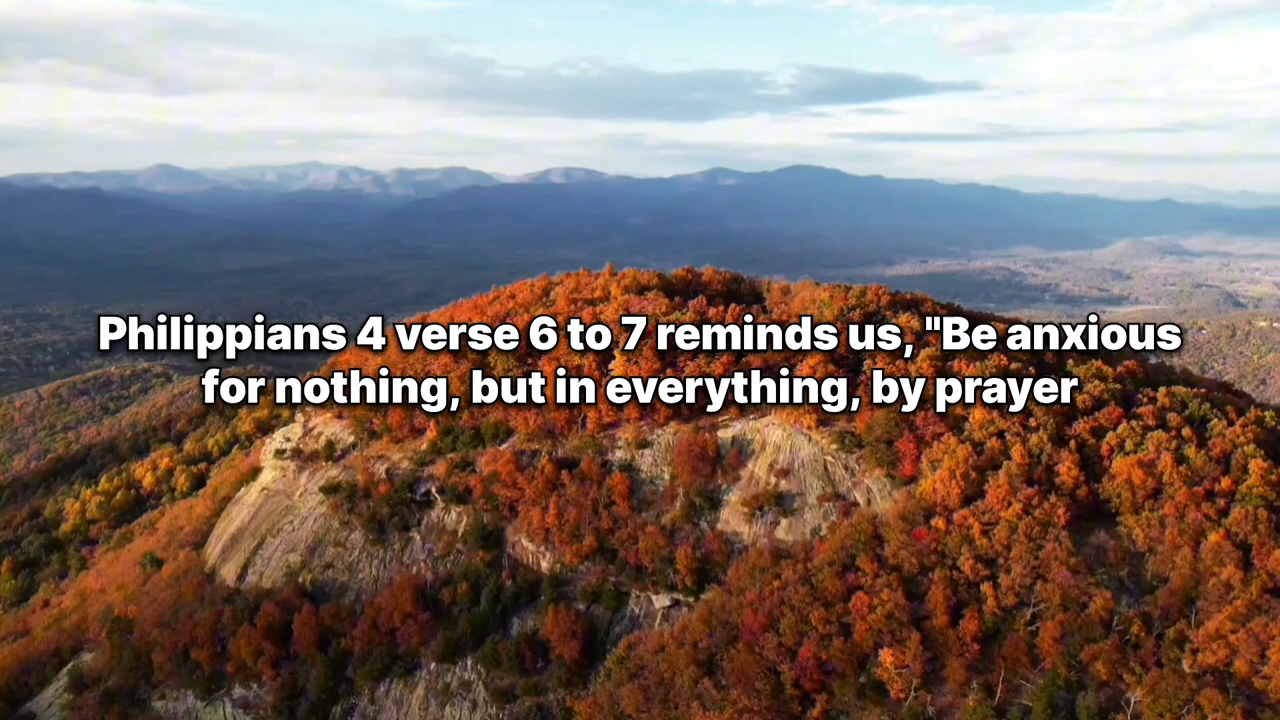 Philippians 4 verse 6 to 7 reminds us, "Be anxious
for nothing, but in everything, by prayer